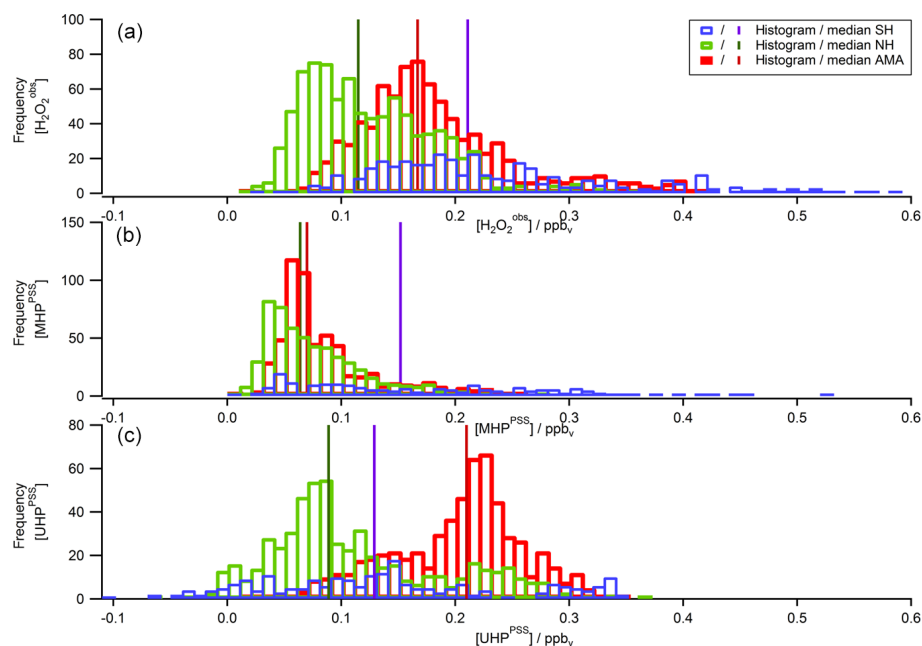 (a)
Frequency
[H₂O₂ᵒᵇˢ]
100
80
60
40
20
0
-0.1 0.0 0.1 0.2 0.3 0.4 0.5 0.6
[H₂O₂ᵒᵇˢ] / ppbᵥ
/ Histogram / median SH
/ Histogram / median NH
/ Histogram / median AMA
(b)
Frequency
[MHPᴾˢˢ]
150
100
50
0
-0.1 0.0 0.1 0.2 0.3 0.4 0.5 0.6
[MHPᴾˢˢ] / ppbᵥ
(c)
Frequency
[UHPᴾˢˢ]
80
60
40
20
0
-0.1 0.0 0.1 0.2 0.3 0.4 0.5 0.6
[UHPᴾˢˢ] / ppbᵥ